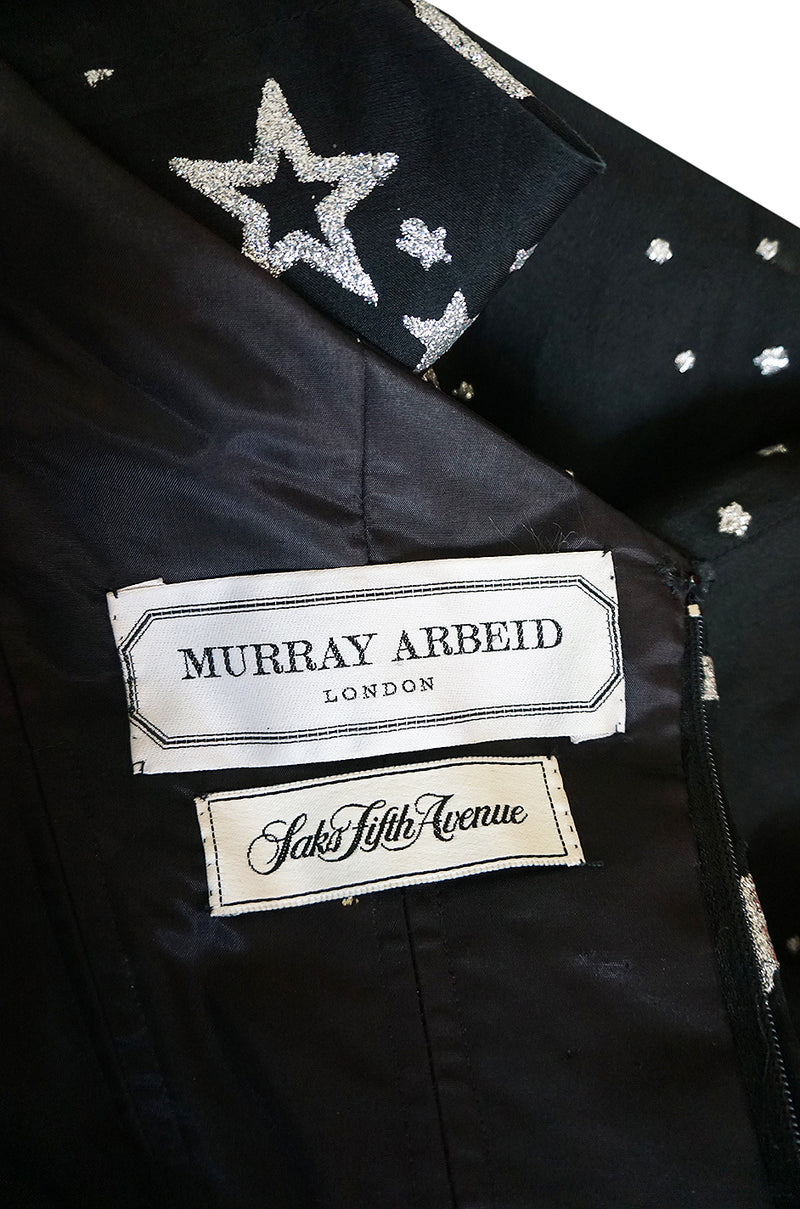 MURRAY ARBEID
LONDON
Saks Fifth Avenue